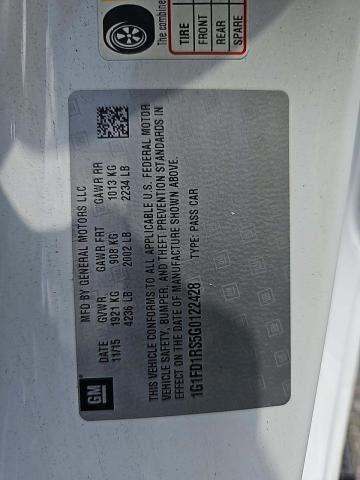 The combine
TIRE
FRONT
REAR
SPARE
MFD BY GENERAL MOTORS LLC
DATE GVWR GAWR FRT GAWR RR
11/15 1921 KG 908 KG 1013 KG
4236 LB 2002 LB 2234 LB
THIS VEHICLE CONFORMS TO ALL APPLICABLE U.S. FEDERAL MOTOR
VEHICLE SAFETY, BUMPER, AND THEFT PREVENTION STANDARDS IN
EFFECT ON THE DATE OF MANUFACTURE SHOWN ABOVE.
1G1FD1RS5G0122428 TYPE: PASS CAR
GM